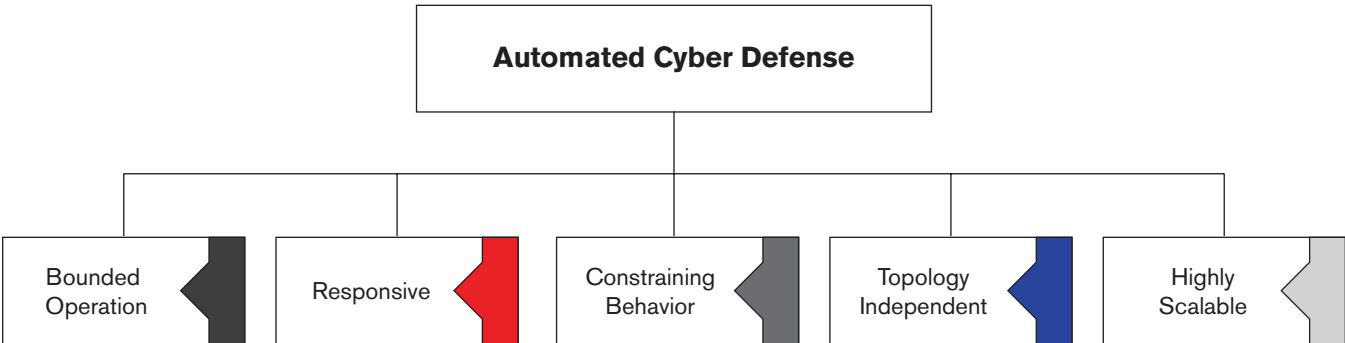 Automated Cyber Defense
Bounded
Operation
Responsive
Constraining
Behavior
Topology
Independent
Highly
Scalable